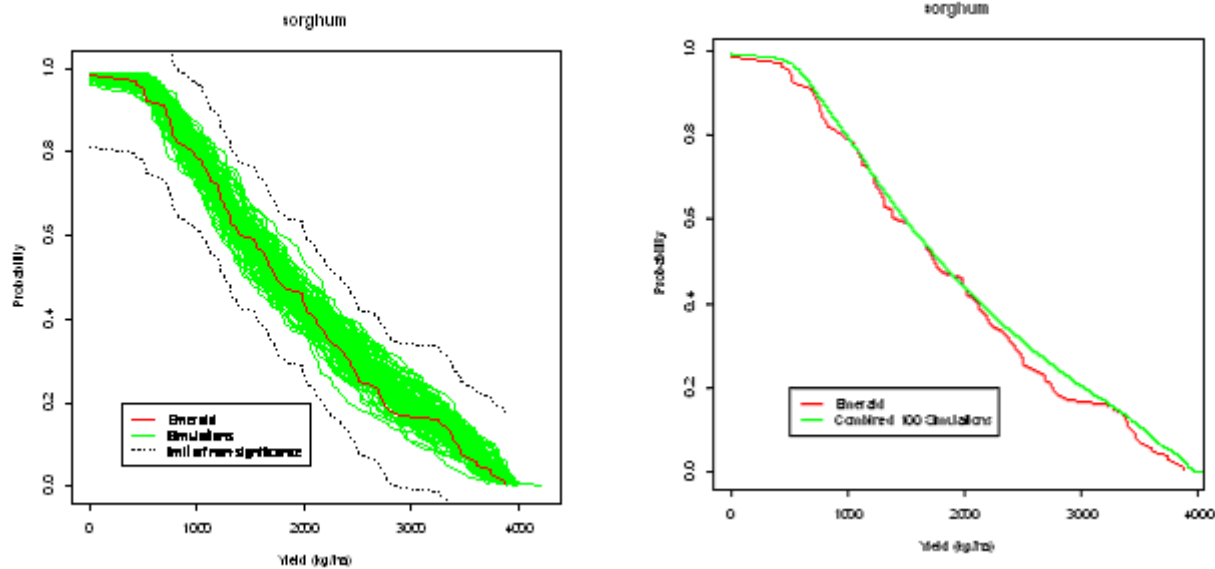 sorghum
Probability
1.0
0.8
0.6
0.4
0.2
0.0
Emerald
Simulations
limit of non-significance
0 1000 2000 3000 4000
Yield (kg/ha)
sorghum
Probability
1.0
0.8
0.6
0.4
0.2
0.0
Emerald
Combined 100 Simulations
0 1000 2000 3000 4000
Yield (kg/ha)